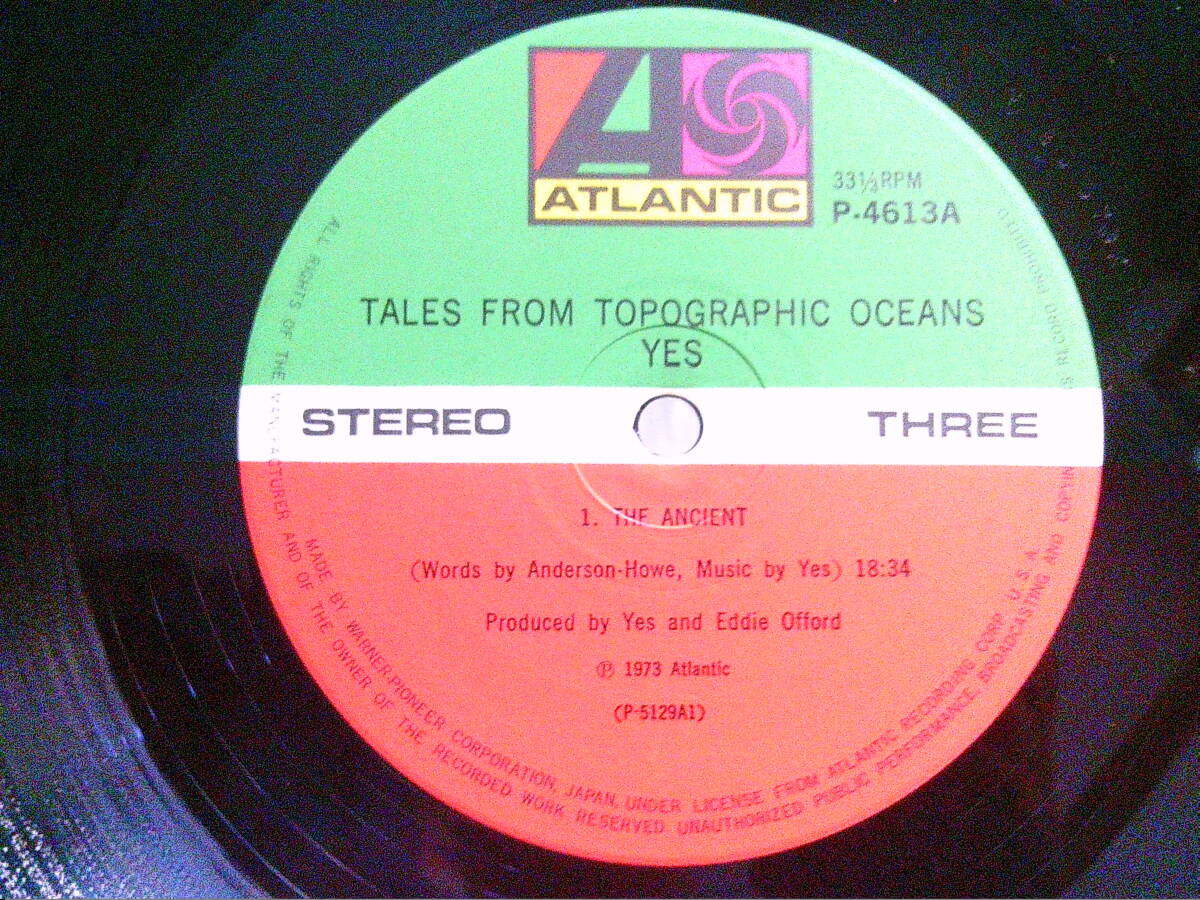 ATLANTIC
33⅓RPM
P-4613A
TALES FROM TOPOGRAPHIC OCEANS
YES
STEREO
THREE
1. THE ANCIENT
(Words by Anderson-Howe, Music by Yes) 18:34
Produced by Yes and Eddie Offord
Ⓟ 1973 Atlantic
(P-5129A1)
MADE BY WARNER-PIONEER CORPORATION, JAPAN, UNDER LICENSE FROM ATLANTIC RECORDING CORP. U.S.A.
ALL RIGHTS OF THE MANUFACTURER AND OF THE OWNER OF THE RECORDED WORK RESERVED. UNAUTHORIZED PUBLIC PERFORMANCE, BROADCASTING AND COPYING RECORD PROHIBITED